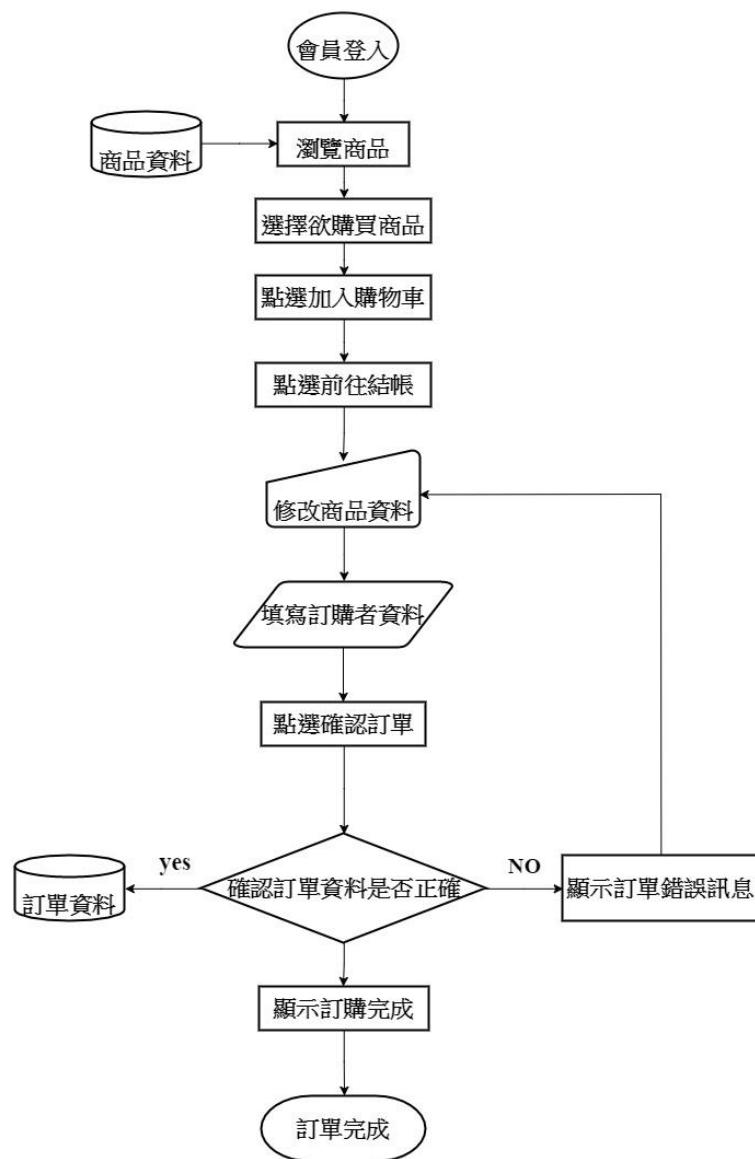 會員登入
商品資料
瀏覽商品
選擇欲購買商品
點選加入購物車
點選前往結帳
修改商品資料
填寫訂購者資料
點選確認訂單
yes
NO
訂單資料
確認訂單資料是否正確
顯示訂單錯誤訊息
顯示訂購完成
訂單完成